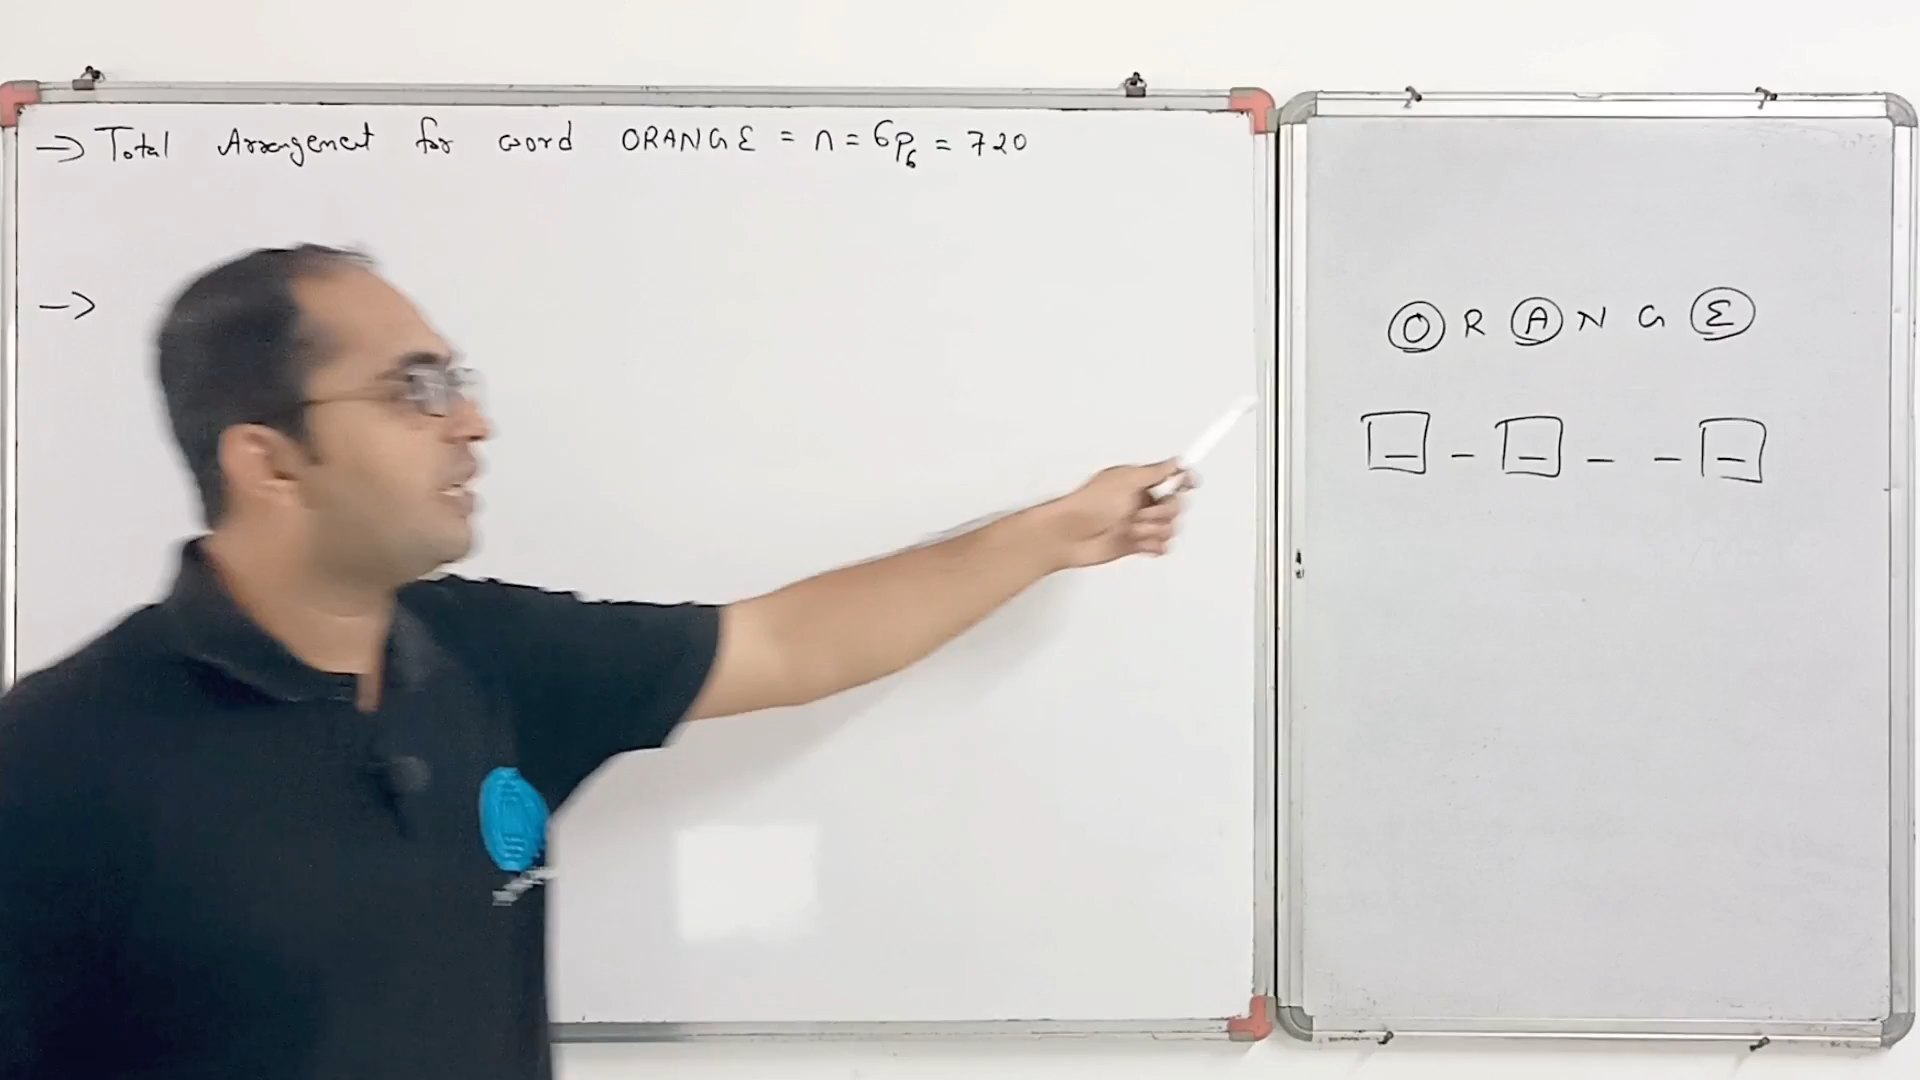 → Total Arrangement for word ORANGE = n = 6P₆ = 720
→
O R A N G E
_ _ _ _ _ _